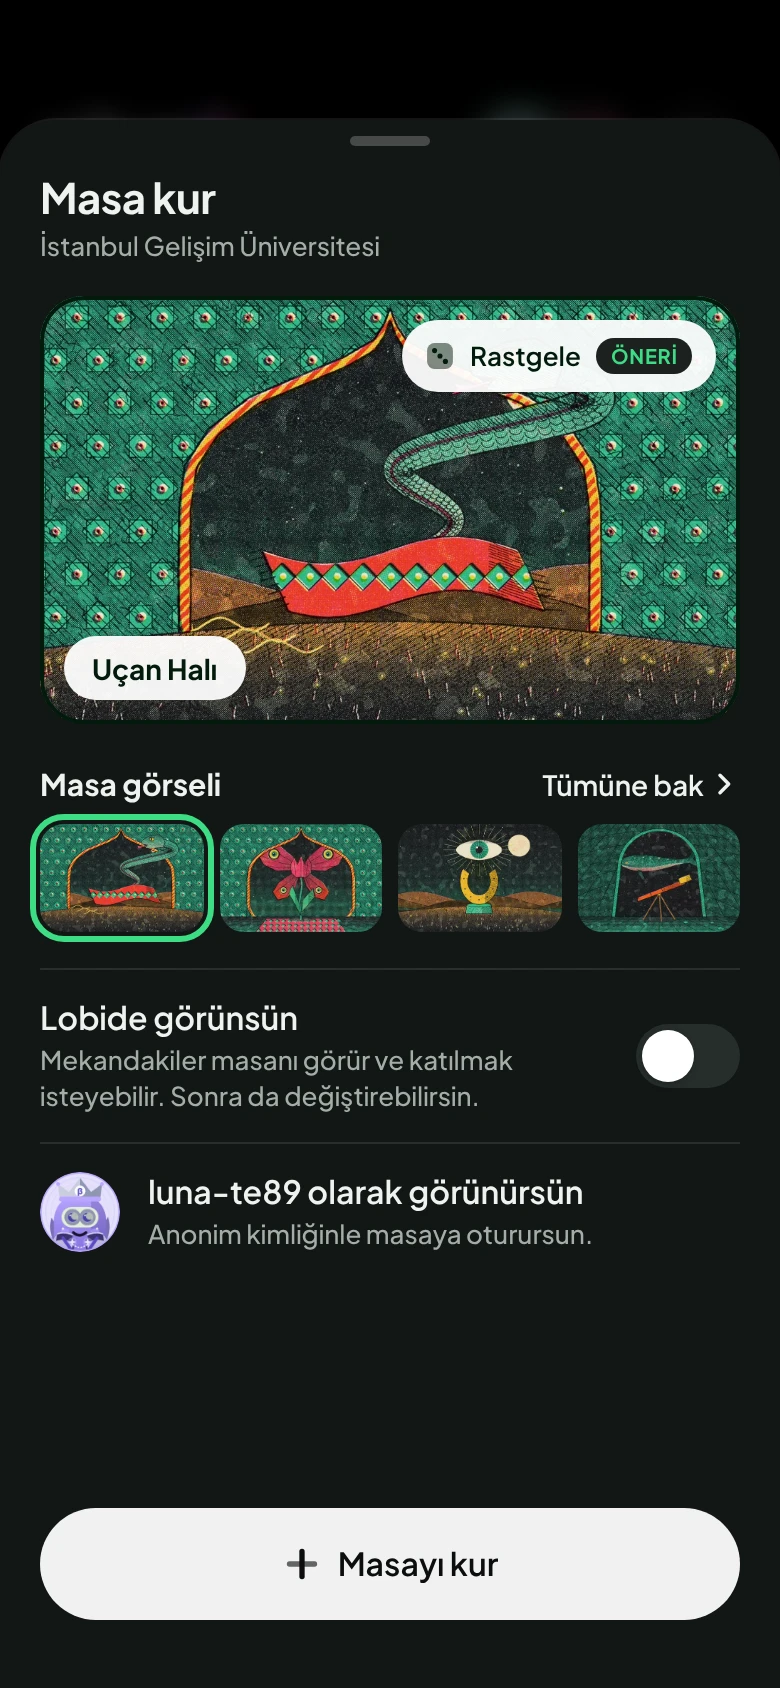 Masa kur
İstanbul Gelişim Üniversitesi
Rastgele ÖNERİ
Uçan Halı
Masa görseli
Tümüne bak
Lobide görünsün
Mekandakiler masanı görür ve katılmak
isteyebilir. Sonra da değiştirebilirsin.
β
luna-te89 olarak görünürsün
Anonim kimliğinle masaya oturursun.
Masayı kur